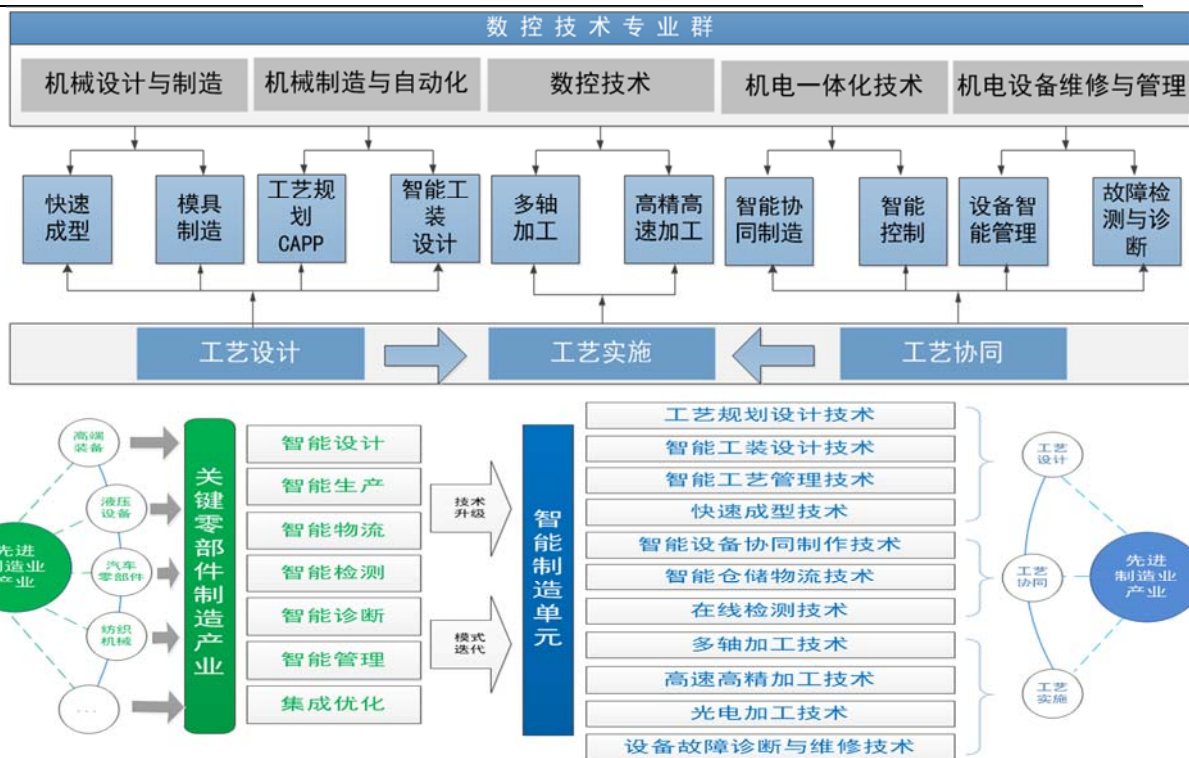 数控技术专业群
机械设计与制造
机械制造与自动化
数控技术
机电一体化技术
机电设备维修与管理
快速
成型
模具
制造
工艺规
划
CAPP
智能工
装
设计
多轴
加工
高精高
速加工
智能协
同制造
智能
控制
设备智
能管理
故障检
测与诊
断
工艺设计
工艺实施
工艺协同
先进
制造业
产业
高端
装备
液压
设备
汽车
零部件
纺织
机械
...
关键零部件制造产业
智能设计
智能生产
智能物流
智能检测
智能诊断
智能管理
集成优化
技术
升级
模式
迭代
智能制造单元
工艺规划设计技术
智能工装设计技术
智能工艺管理技术
快速成型技术
智能设备协同制作技术
智能仓储物流技术
在线检测技术
多轴加工技术
高速高精加工技术
光电加工技术
设备故障诊断与维修技术
工艺
设计
工艺
协同
工艺
实施
先进
制造业
产业